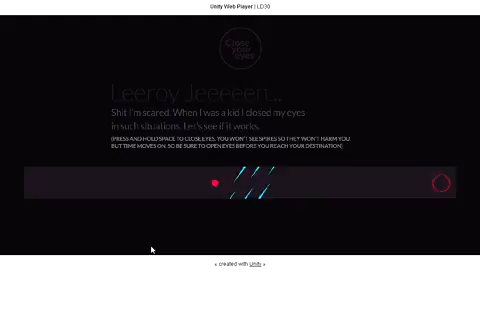 Unity Web Player | LD30
Close
your
eyes
Leeroy Jeeeeen...
Shit I'm scared. When I was a kid I closed my eyes
in such situations. Let's see if it works.
(PRESS AND HOLD SPACE TO CLOSE EYES. YOU WON'T SEE SPIKES SO THEY WON'T HARM YOU
BUT TIME MOVES ON. SO BE SURE TO OPEN EYES BEFORE YOU REACH YOUR DESTINATION)
« created with Unity »